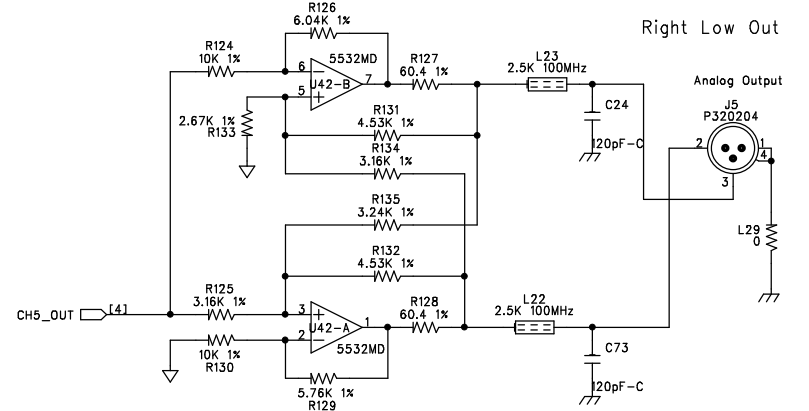 Right Low Out
R126
6.04K 1%
R124
10K 1%
5532MD
6
U42-B
7
5
R127
60.4 1%
L23
2.5K 100MHz
Analog Output
J5
P320204
C24
120pF-C
2.67K 1%
R133
R131
4.53K 1%
R134
3.16K 1%
2
1
4
3
R135
3.24K 1%
L29
0
R132
4.53K 1%
R125
3.16K 1%
CH5_OUT
[4]
3
U42-A
1
2
5532MD
R128
60.4 1%
L22
2.5K 100MHz
10K 1%
R130
C73
120pF-C
5.76K 1%
R129